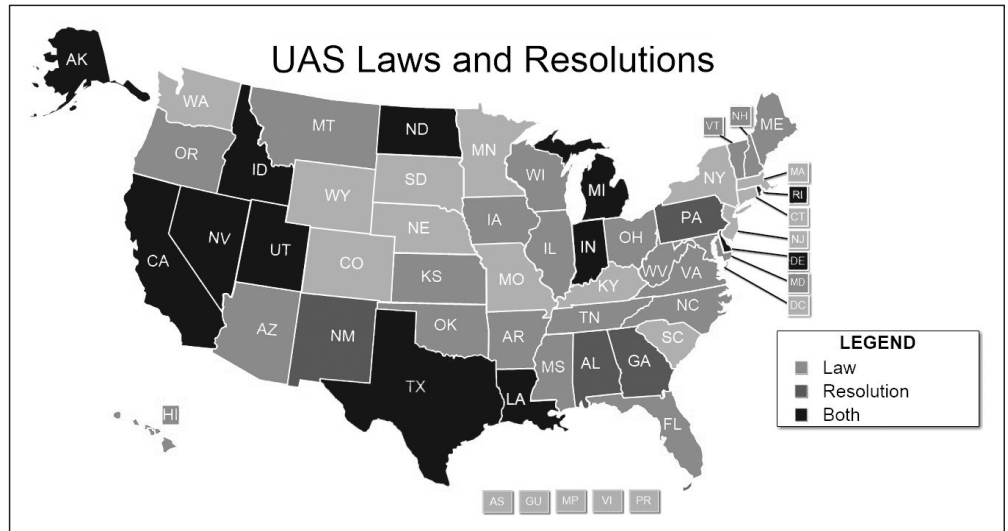 UAS Laws and Resolutions
AK
WA
MT
ND
MN
VT
NH
ME
OR
ID
SD
WI
MI
NY
MA
RI
CT
NJ
DE
MD
DC
WY
NE
IA
PA
NV
UT
CO
KS
MO
IL
IN
OH
WV
VA
KY
CA
AZ
NM
OK
AR
TN
NC
SC
TX
LA
MS
AL
GA
FL
HI
AS
GU
MP
VI
PR
LEGEND
Law
Resolution
Both